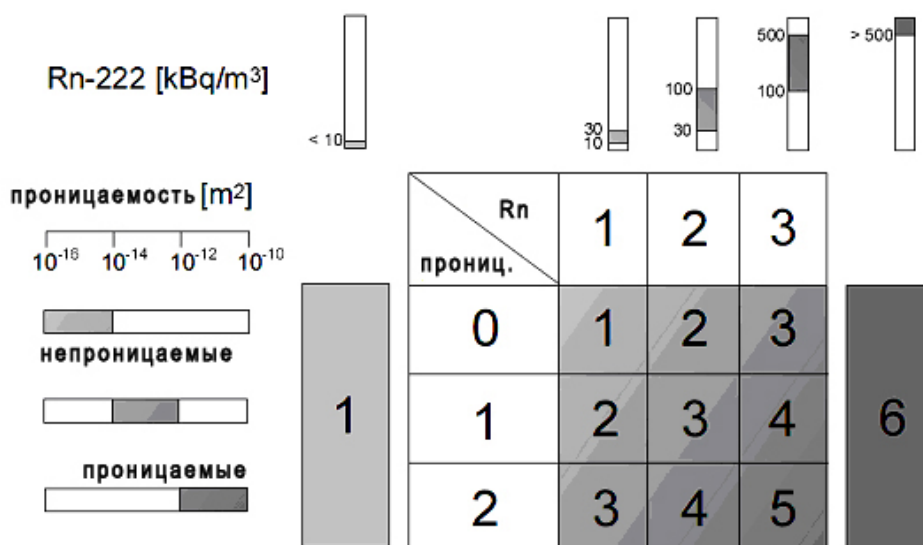 Rn-222 [kBq/m³]
< 10
30
10
100
30
500
100
> 500
проницаемость [m²]
10⁻¹⁶ 10⁻¹⁴ 10⁻¹² 10⁻¹⁰
непроницаемые
проницаемые
Rn
прониц.
1 2 3
0 1 2 3
1 1 2 3 4 6
2 3 4 5